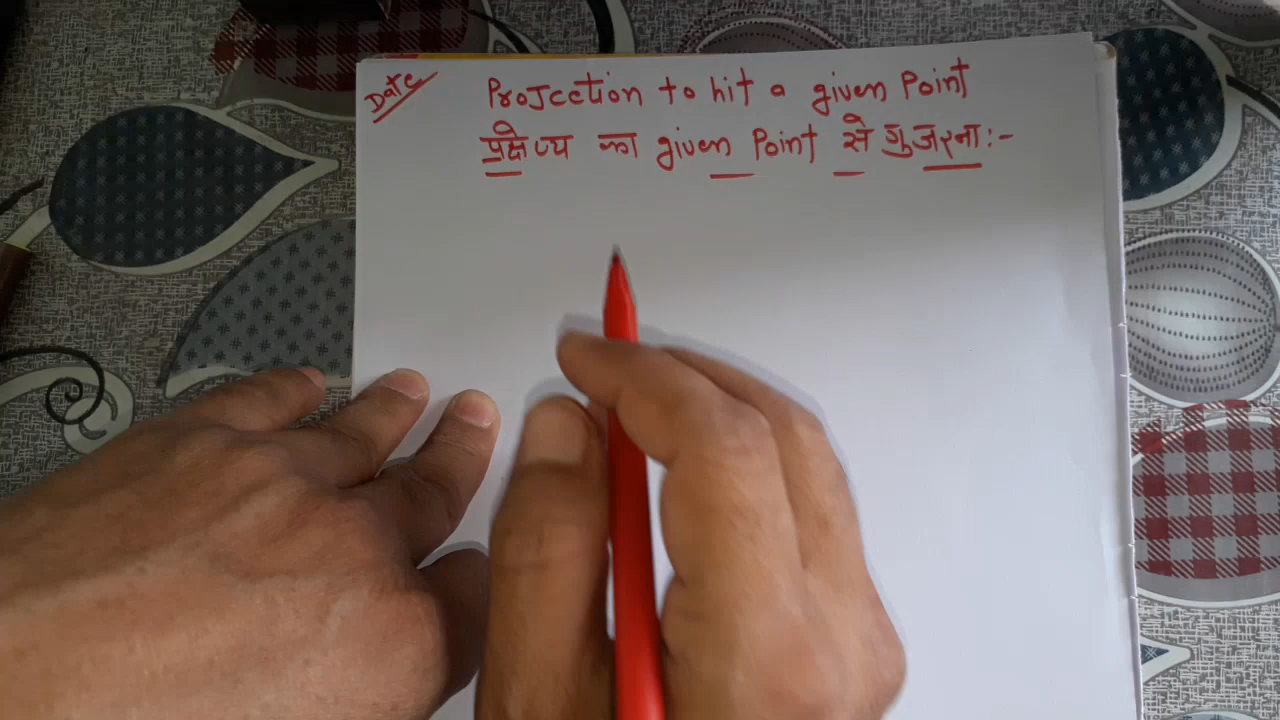 Date
Projection to hit a given Point
प्रक्षेप्य का given Point से गुजरना:-